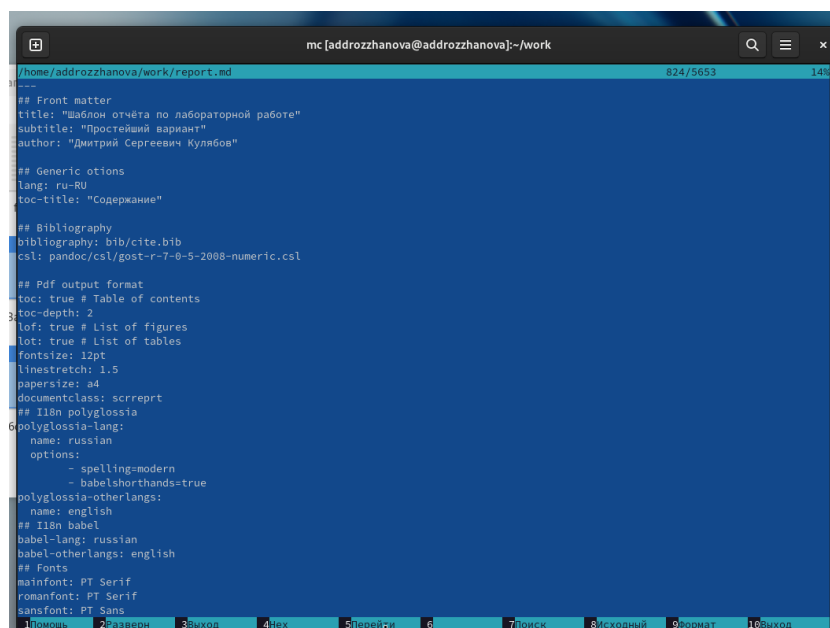 mc [addrozzhanova@addrozzhanova]:~/work
/home/addrozzhanova/work/report.md 824/5653 14%
---
## Front matter
title: "Шаблон отчёта по лабораторной работе"
subtitle: "Простейший вариант"
author: "Дмитрий Сергеевич Кулябов"
## Generic otions
lang: ru-RU
toc-title: "Содержание"
## Bibliography
bibliography: bib/cite.bib
csl: pandoc/csl/gost-r-7-0-5-2008-numeric.csl
## Pdf output format
toc: true # Table of contents
toc-depth: 2
lof: true # List of figures
lot: true # List of tables
fontsize: 12pt
linestretch: 1.5
papersize: a4
documentclass: scrreprt
## I18n polyglossia
polyglossia-lang:
name: russian
options:
- spelling=modern
- babelshorthands=true
polyglossia-otherlangs:
name: english
## I18n babel
babel-lang: russian
babel-otherlangs: english
## Fonts
mainfont: PT Serif
romanfont: PT Serif
sansfont: PT Sans
1Помощь 2Разверн 3Выход 4Hex 5Перейти 6 7Поиск 8Исходный 9Формат 10Выход